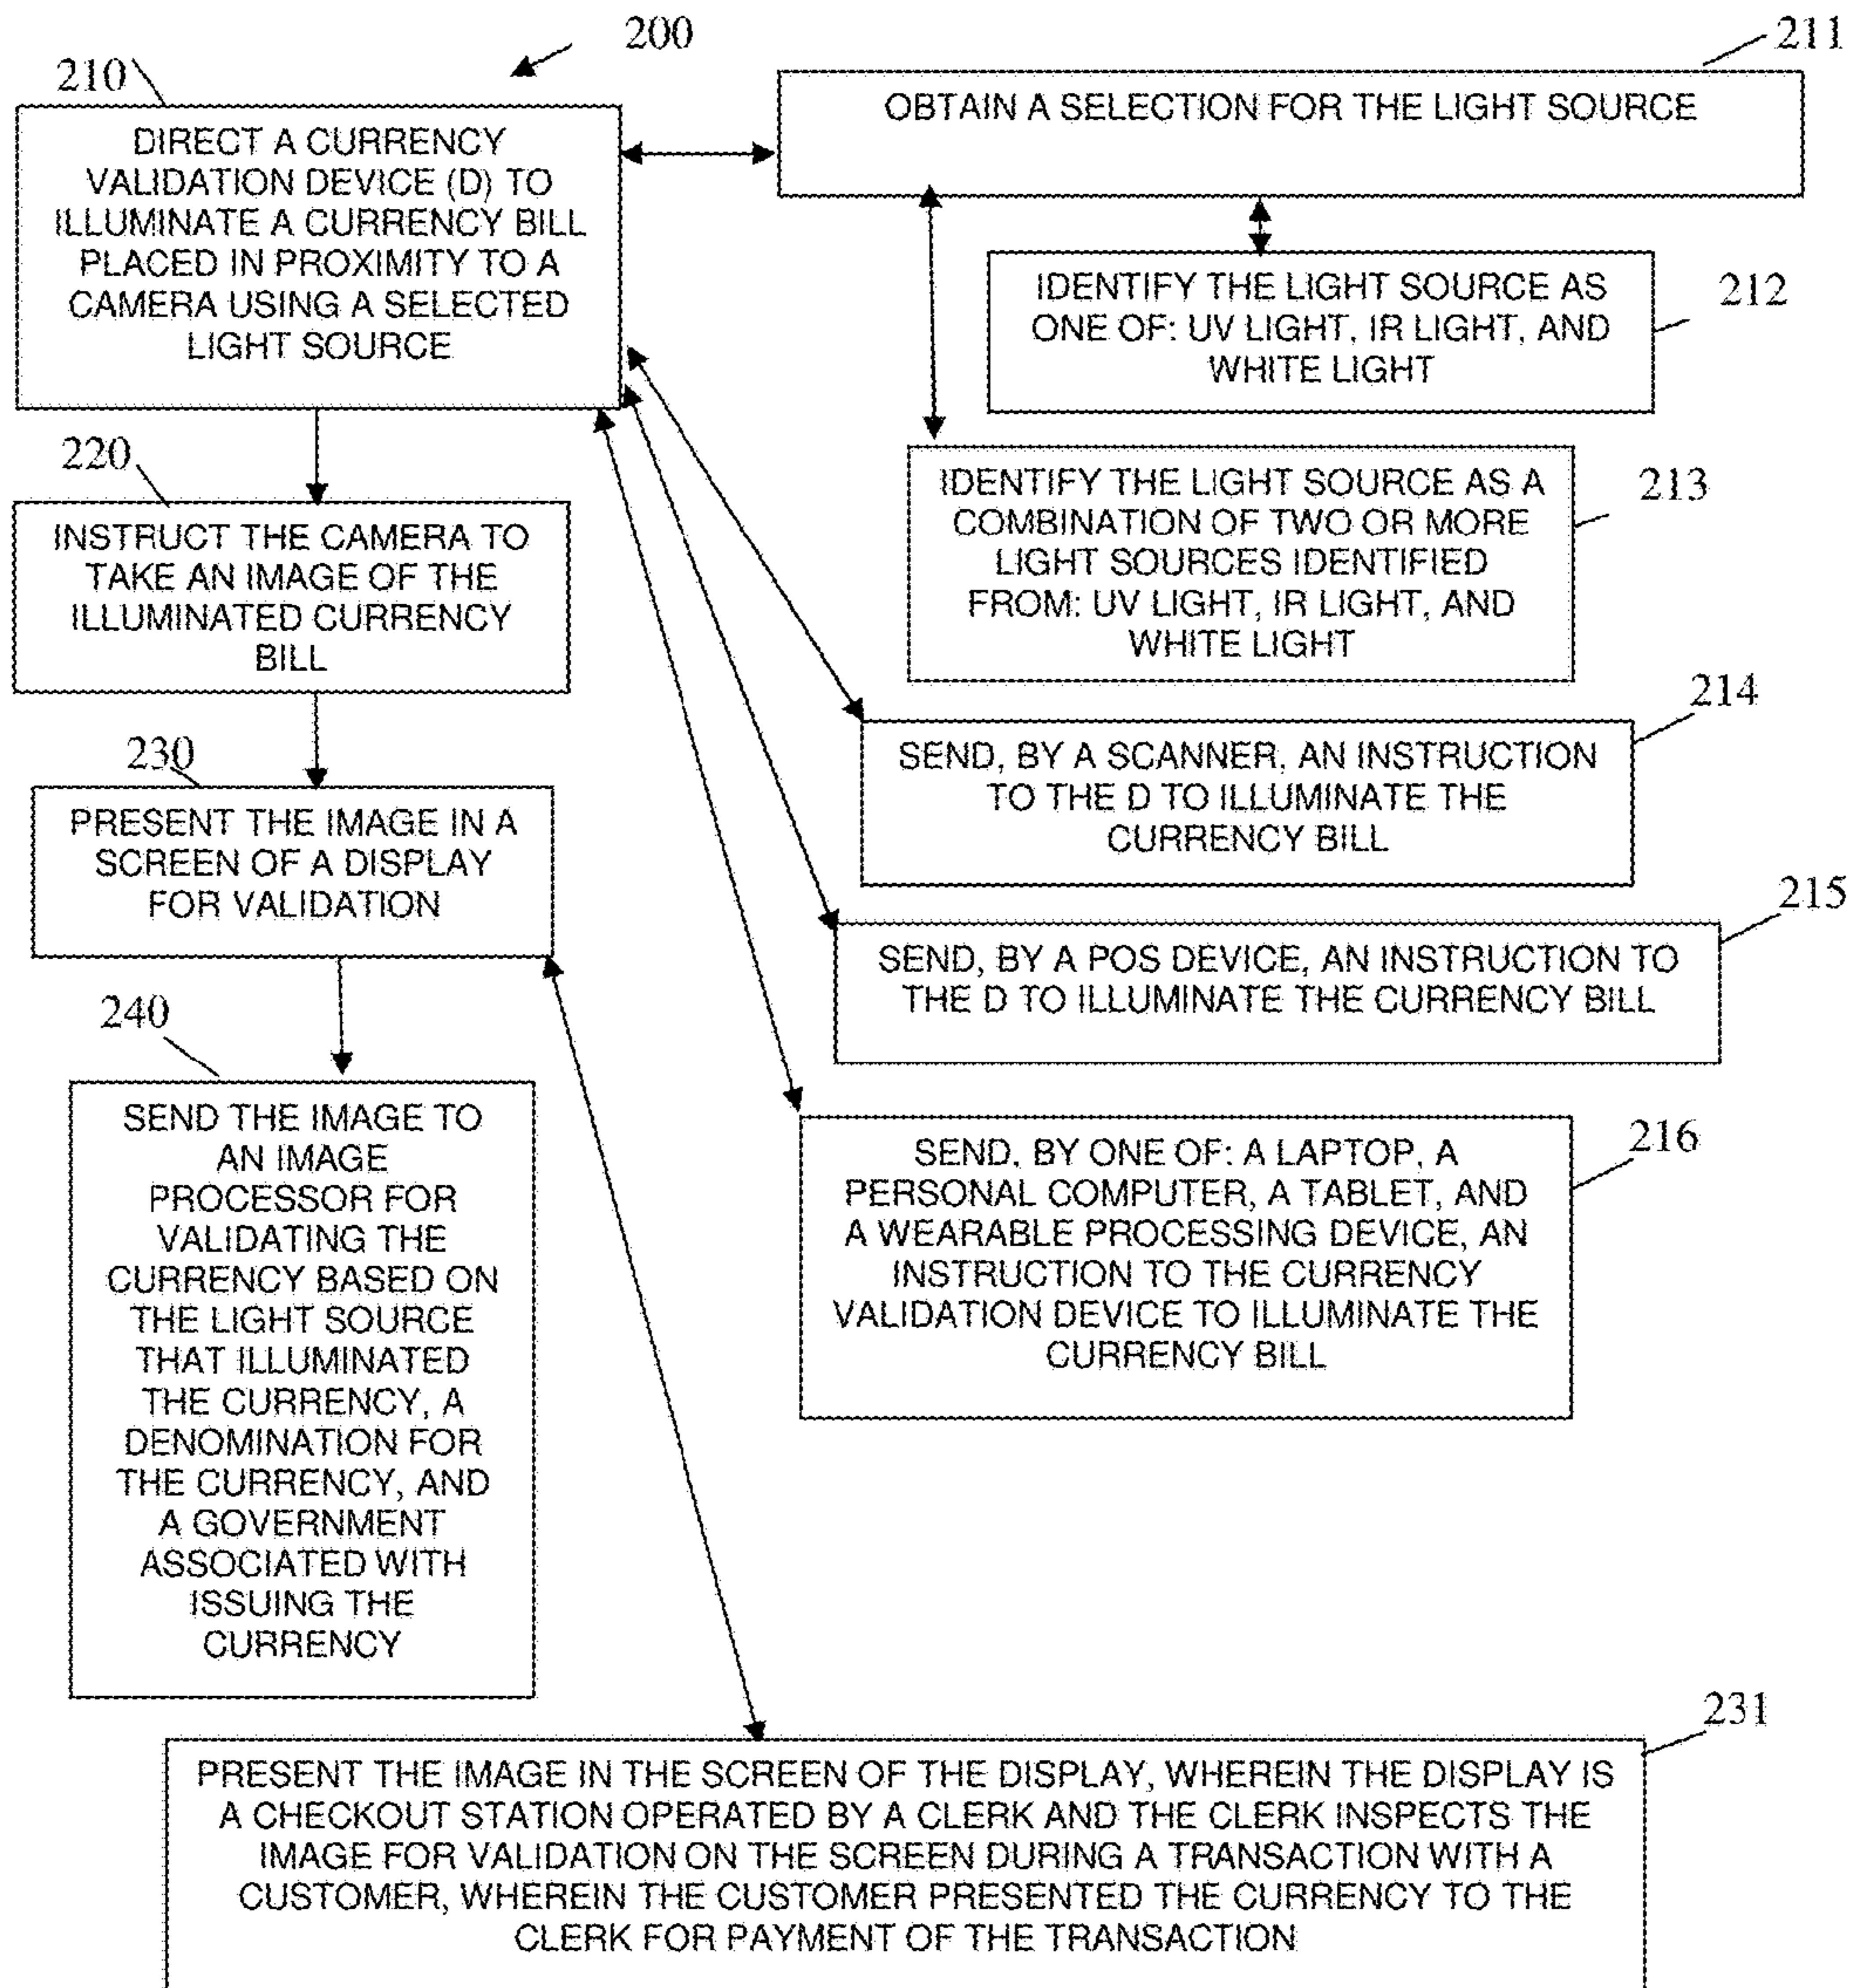 200
210
DIRECT A CURRENCY
VALIDATION DEVICE (D) TO
ILLUMINATE A CURRENCY BILL
PLACED IN PROXIMITY TO A
CAMERA USING A SELECTED
LIGHT SOURCE
211
OBTAIN A SELECTION FOR THE LIGHT SOURCE
212
IDENTIFY THE LIGHT SOURCE AS
ONE OF: UV LIGHT, IR LIGHT, AND
WHITE LIGHT
213
IDENTIFY THE LIGHT SOURCE AS A
COMBINATION OF TWO OR MORE
LIGHT SOURCES IDENTIFIED
FROM: UV LIGHT, IR LIGHT, AND
WHITE LIGHT
214
SEND, BY A SCANNER, AN INSTRUCTION
TO THE D TO ILLUMINATE THE
CURRENCY BILL
215
SEND, BY A POS DEVICE, AN INSTRUCTION TO
THE D TO ILLUMINATE THE CURRENCY BILL
216
SEND, BY ONE OF: A LAPTOP, A
PERSONAL COMPUTER, A TABLET, AND
A WEARABLE PROCESSING DEVICE, AN
INSTRUCTION TO THE CURRENCY
VALIDATION DEVICE TO ILLUMINATE THE
CURRENCY BILL
220
INSTRUCT THE CAMERA TO
TAKE AN IMAGE OF THE
ILLUMINATED CURRENCY
BILL
230
PRESENT THE IMAGE IN A
SCREEN OF A DISPLAY
FOR VALIDATION
240
SEND THE IMAGE TO
AN IMAGE
PROCESSOR FOR
VALIDATING THE
CURRENCY BASED ON
THE LIGHT SOURCE
THAT ILLUMINATED
THE CURRENCY, A
DENOMINATION FOR
THE CURRENCY, AND
A GOVERNMENT
ASSOCIATED WITH
ISSUING THE
CURRENCY
231
PRESENT THE IMAGE IN THE SCREEN OF THE DISPLAY, WHEREIN THE DISPLAY IS
A CHECKOUT STATION OPERATED BY A CLERK AND THE CLERK INSPECTS THE
IMAGE FOR VALIDATION ON THE SCREEN DURING A TRANSACTION WITH A
CUSTOMER, WHEREIN THE CUSTOMER PRESENTED THE CURRENCY TO THE
CLERK FOR PAYMENT OF THE TRANSACTION